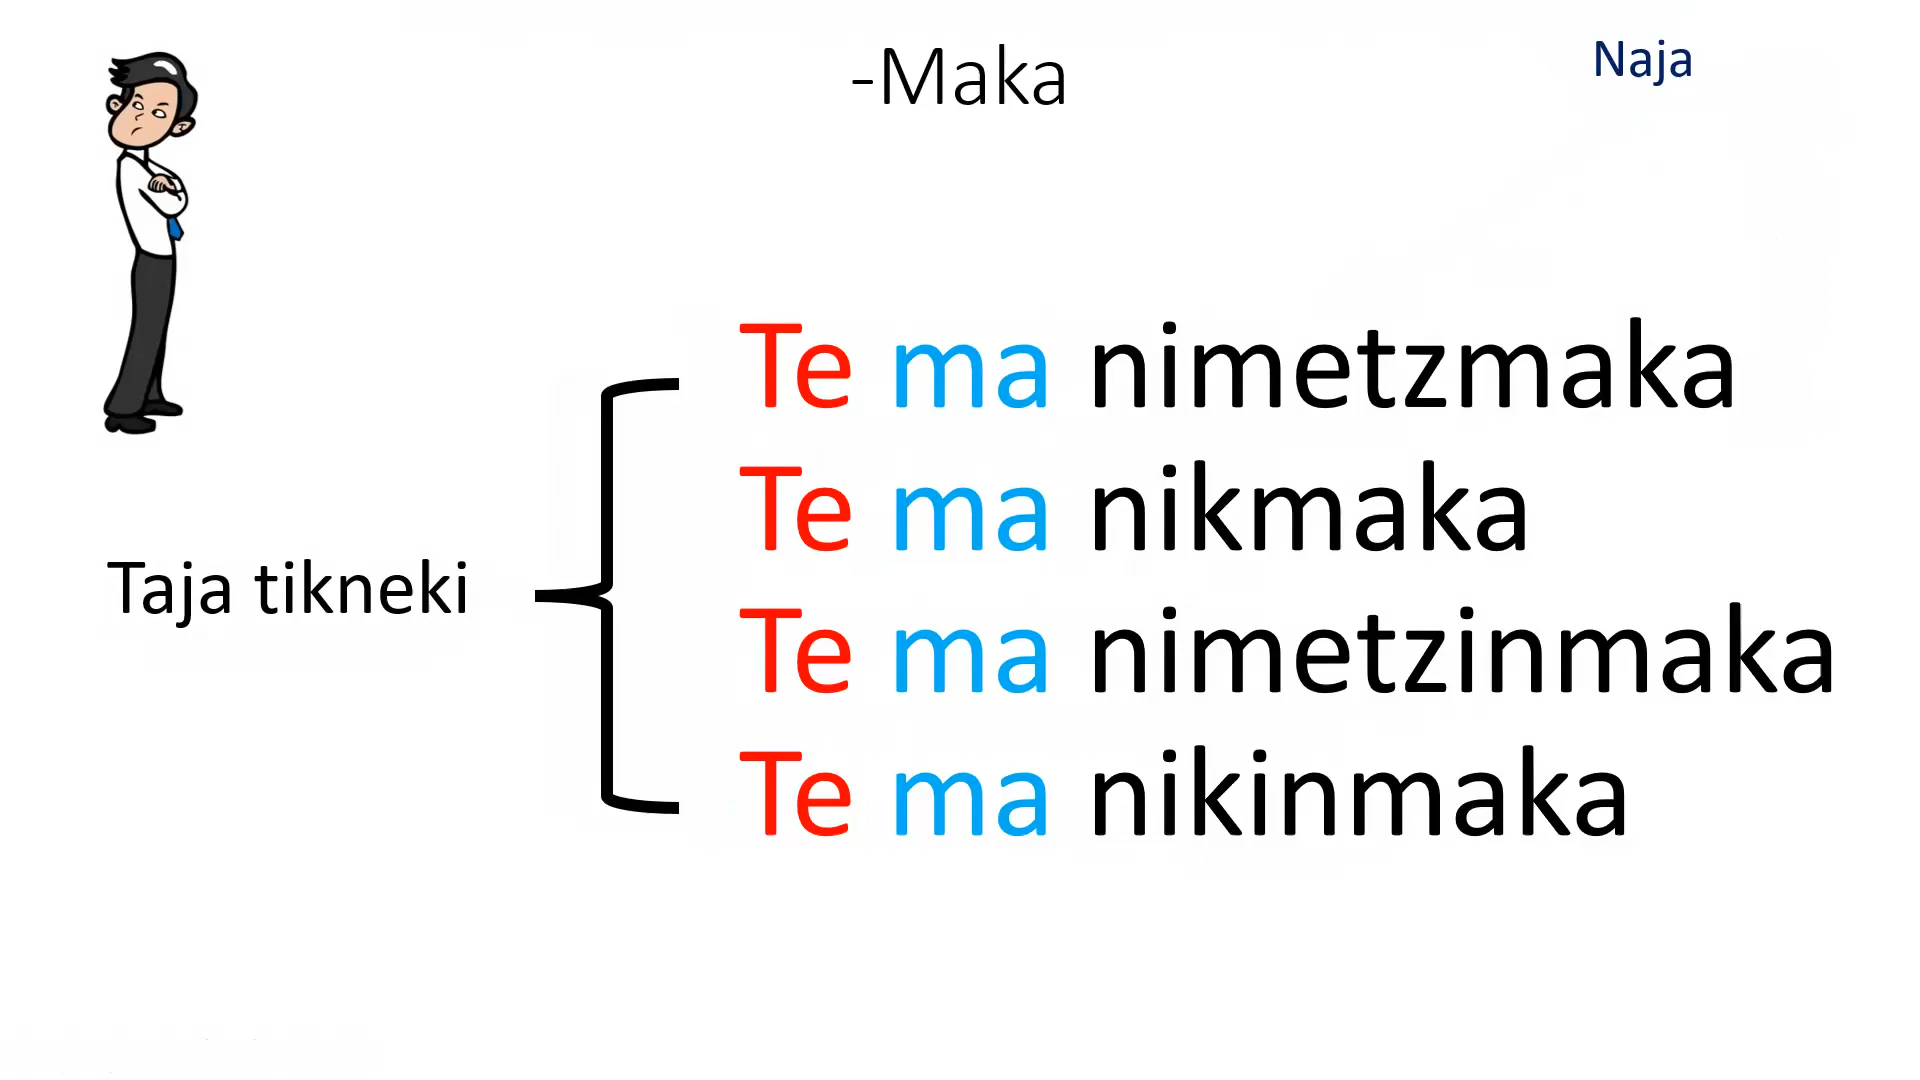 -Maka
Naja
Te ma nimetzmaka
Te ma nikmaka
Taja tikneki
Te ma nimetzinmaka
Te ma nikinmaka